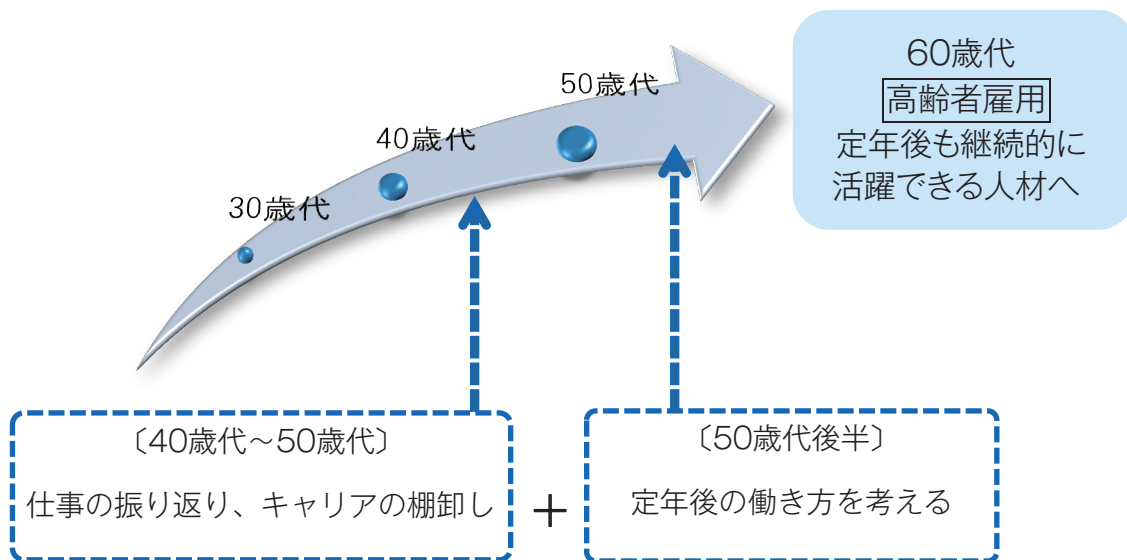 60歳代
高齢者雇用
定年後も継続的に
活躍できる人材へ
50歳代
40歳代
30歳代
〔40歳代～50歳代〕
仕事の振り返り、キャリアの棚卸し
+
〔50歳代後半〕
定年後の働き方を考える